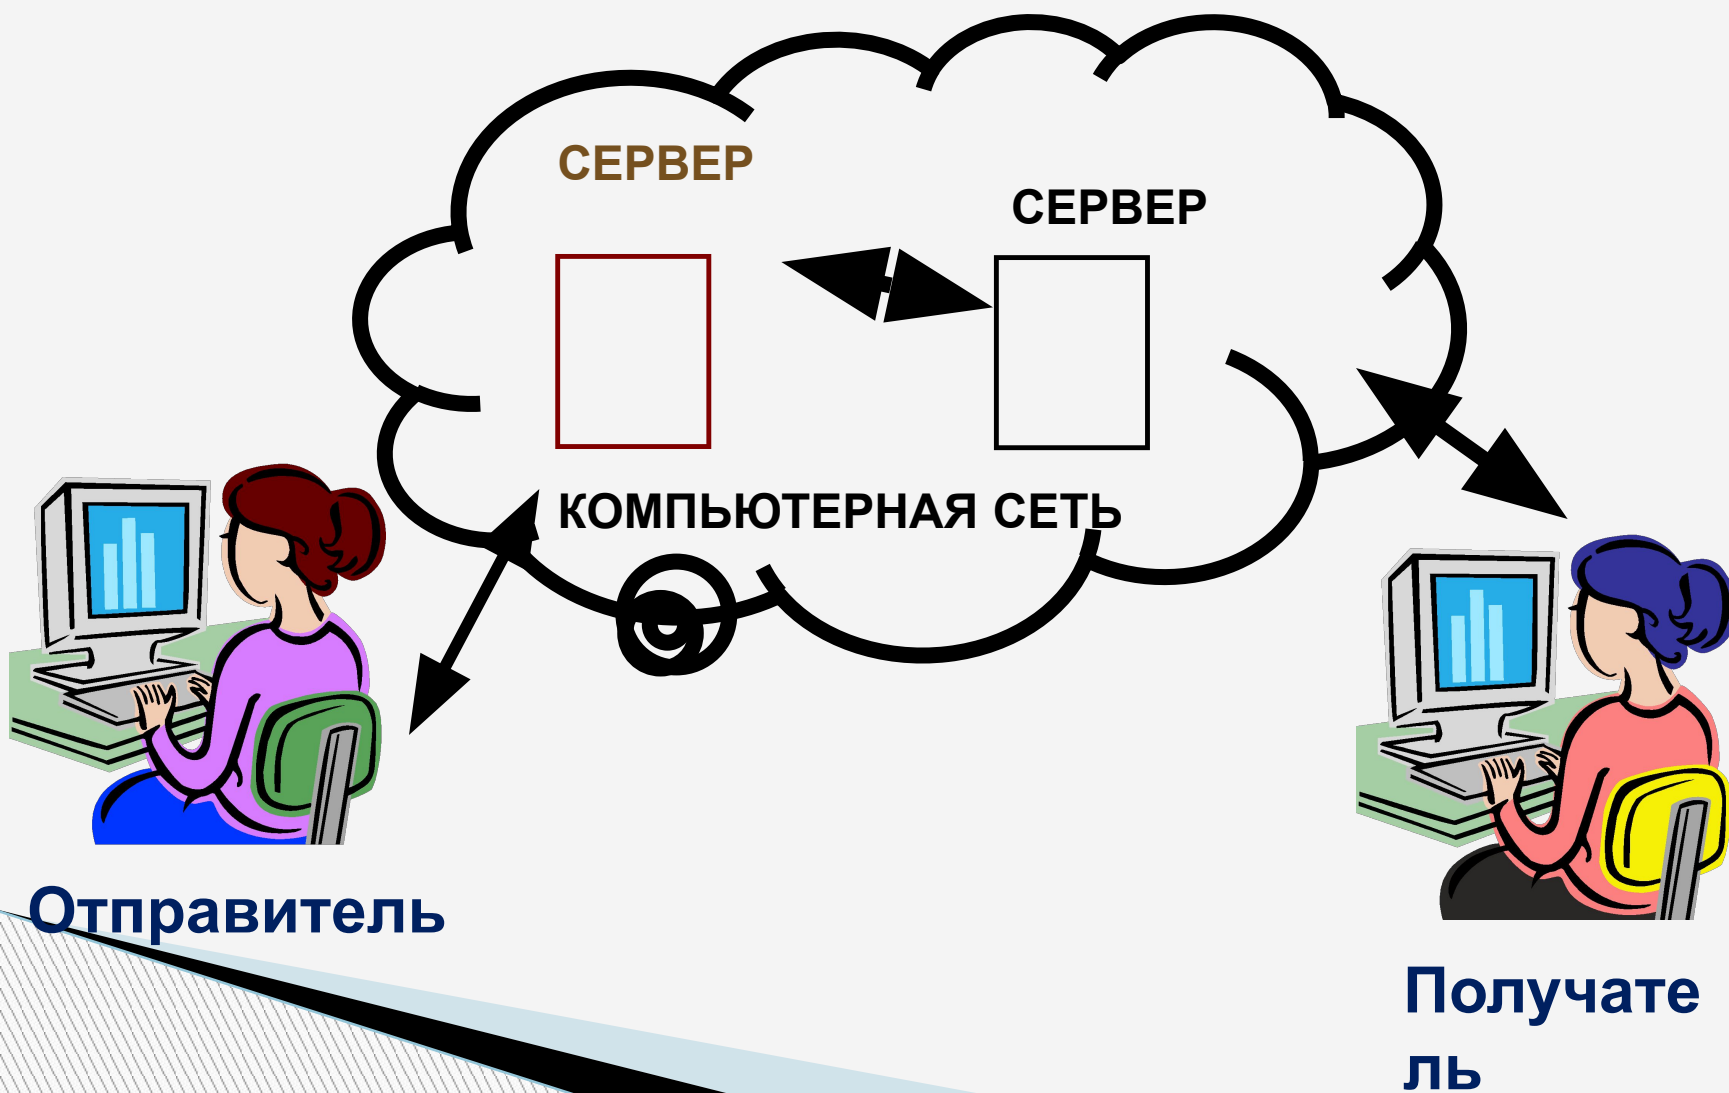 СЕРВЕР
СЕРВЕР
КОМПЬЮТЕРНАЯ СЕТЬ
Отправитель
Получате
ль